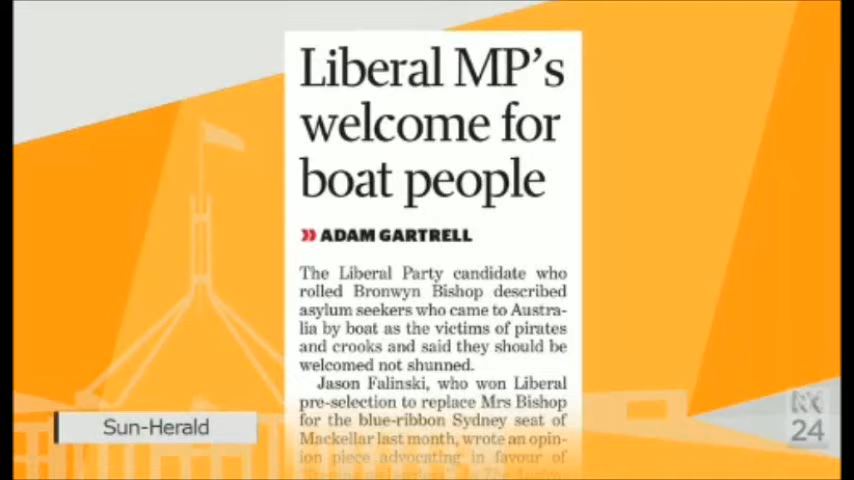 Liberal MP's
welcome for
boat people
» ADAM GARTRELL
The Liberal Party candidate who
rolled Bronwyn Bishop described
asylum seekers who came to Austra-
lia by boat as the victims of pirates
and crooks and said they should be
welcomed not shunned.
Jason Falinski, who won Liberal
pre-selection to replace Mrs Bishop
for the blue-ribbon Sydney seat of
Mackellar last month, wrote an opin-
ion piece advocating in favour of
Sun-Herald
24